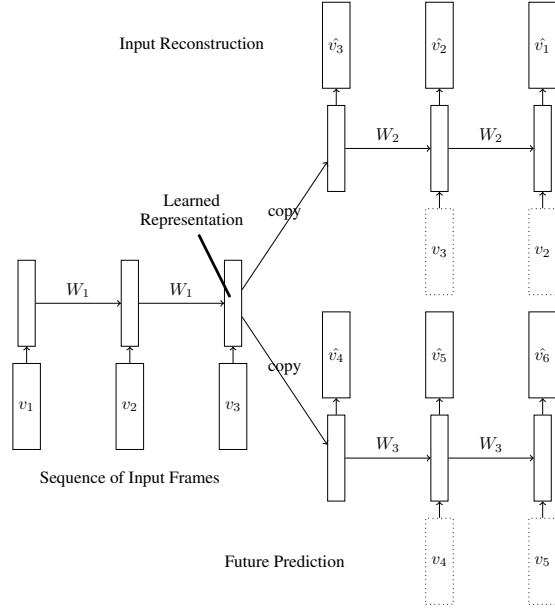 Input Reconstruction
v̂₃ v̂₂ v̂₁
W₂ W₂
Learned
Representation
copy
v₃ v₂
W₁ W₁
v̂₄ v̂₅ v̂₆
copy
v₁ v₂ v₃
W₃ W₃
Sequence of Input Frames
Future Prediction
v₄ v₅